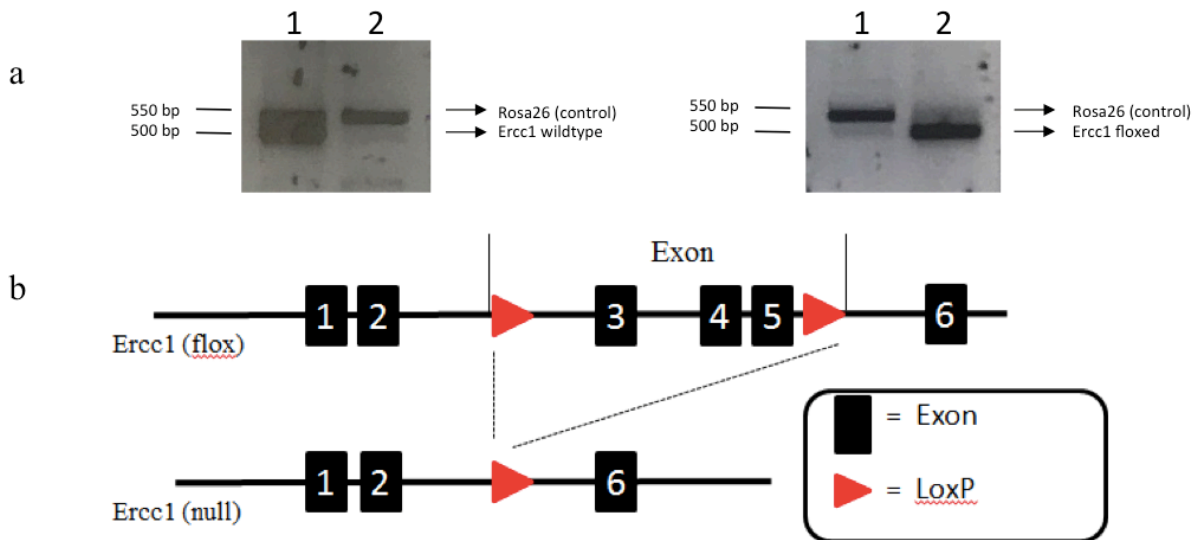 a
1 2
550 bp
500 bp
Rosa26 (control)
Ercc1 wildtype
1 2
550 bp
500 bp
Rosa26 (control)
Ercc1 floxed
b
Exon
1 2 3 4 5 6
Ercc1 (flox)
1 2 6
Ercc1 (null)
= Exon
= LoxP